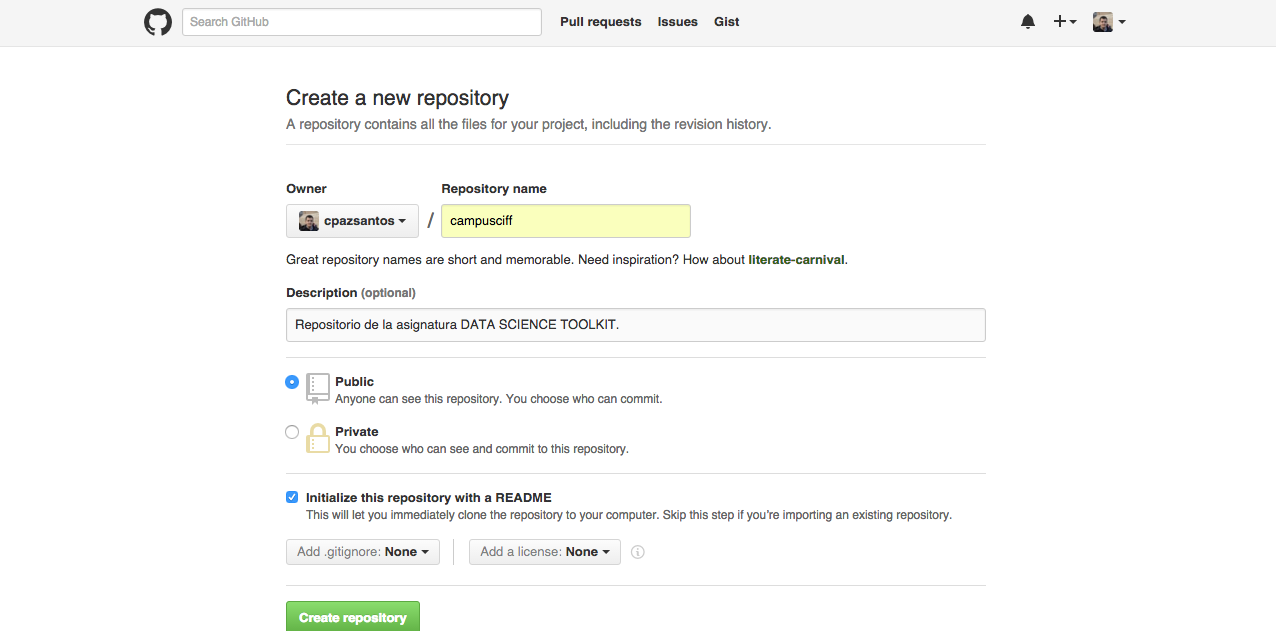 Search GitHub Pull requests Issues Gist
Create a new repository
A repository contains all the files for your project, including the revision history.
Owner Repository name
cpazsantos / campusciff
Great repository names are short and memorable. Need inspiration? How about literate-carnival.
Description (optional)
Repositorio de la asignatura DATA SCIENCE TOOLKIT.
Public
Anyone can see this repository. You choose who can commit.
Private
You choose who can see and commit to this repository.
Initialize this repository with a README
This will let you immediately clone the repository to your computer. Skip this step if you’re importing an existing repository.
Add .gitignore: None Add a license: None
Create repository